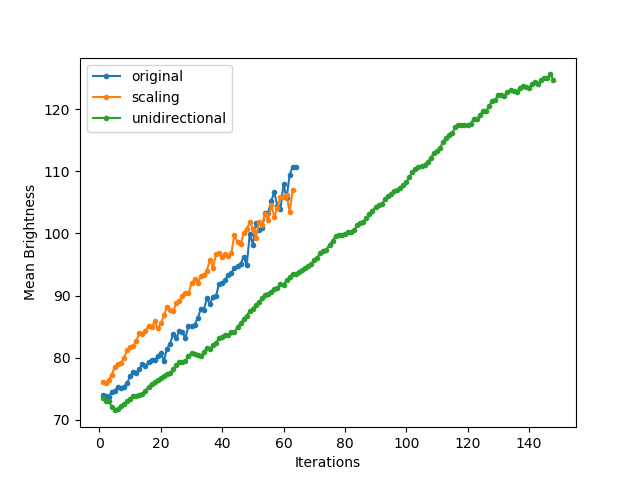 original
scaling
unidirectional
Mean Brightness
120
110
100
90
80
70
0 20 40 60 80 100 120 140
Iterations